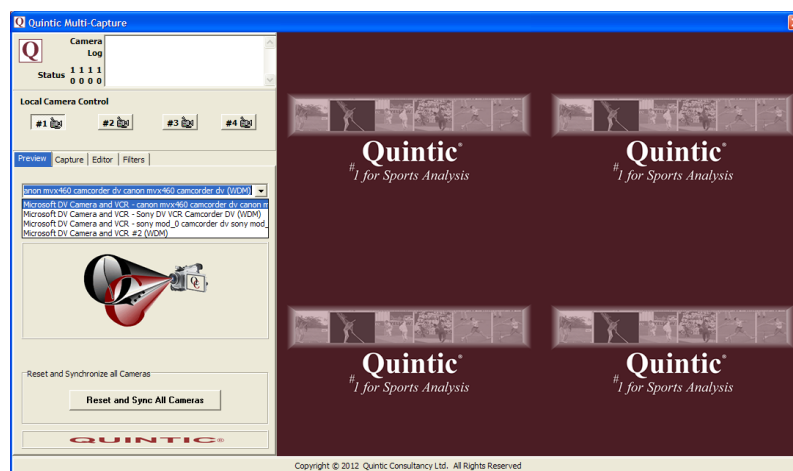 Quintic Multi-Capture
Q
Camera
Log
Status 1 1 1 1
0 0 0 0
Local Camera Control
#1 #2 #3 #4
Preview Capture Editor Filters
anon mvx460 camcorder dv canon mvx460 camcorder dv (WDM)
Microsoft DV Camera and VCR - canon mvx460 camcorder dv canon m
Microsoft DV Camera and VCR - Sony DV VCR Camcorder DV (WDM)
Microsoft DV Camera and VCR - sony mod_0 camcorder dv sony mod_
Microsoft DV Camera and VCR #2 (WDM)
Reset and Synchronize all Cameras
Reset and Sync All Cameras
QUINTIC®
Quintic®
#1 for Sports Analysis
Quintic®
#1 for Sports Analysis
Quintic®
#1 for Sports Analysis
Quintic®
#1 for Sports Analysis
Copyright © 2012 Quintic Consultancy Ltd. All Rights Reserved